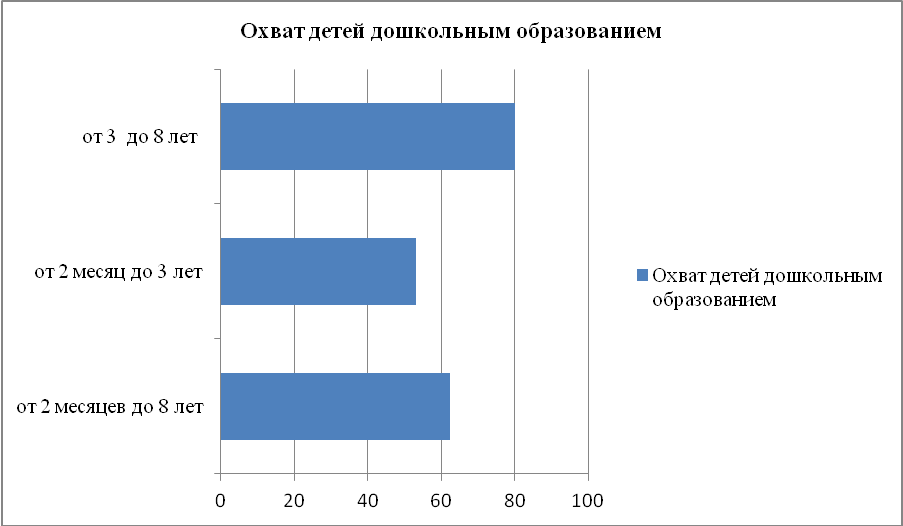 Охват детей дошкольным образованием
от 3 до 8 лет
от 2 месяц до 3 лет
от 2 месяцев до 8 лет
0 20 40 60 80 100
Охват детей дошкольным
образованием